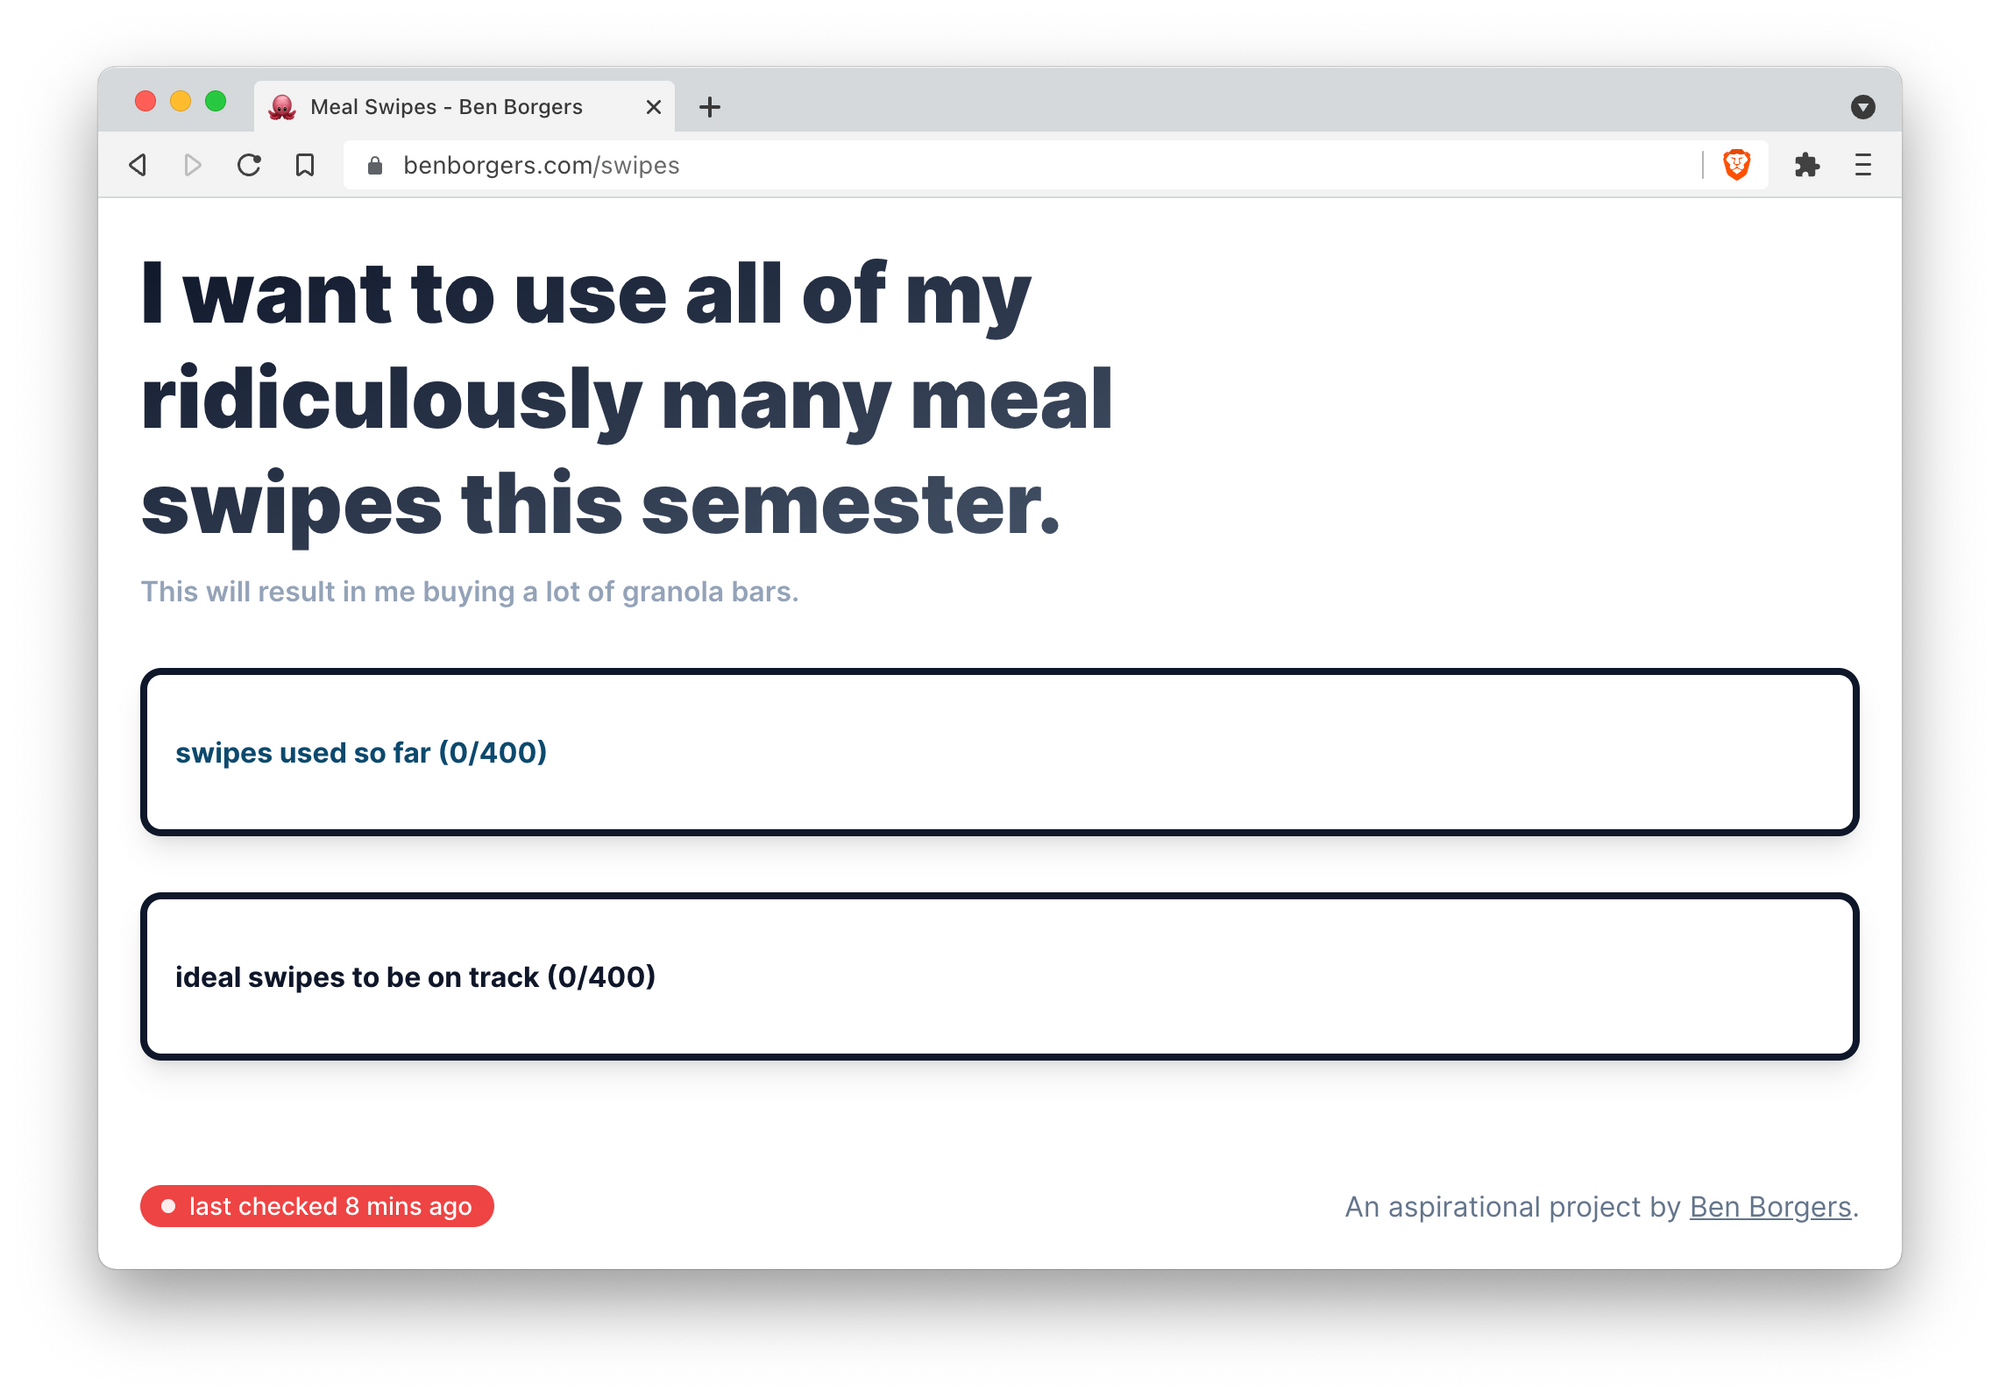 Meal Swipes - Ben Borgers
benborgers.com/swipes
I want to use all of my
ridiculously many meal
swipes this semester.
This will result in me buying a lot of granola bars.
swipes used so far (0/400)
ideal swipes to be on track (0/400)
last checked 8 mins ago
An aspirational project by Ben Borgers.